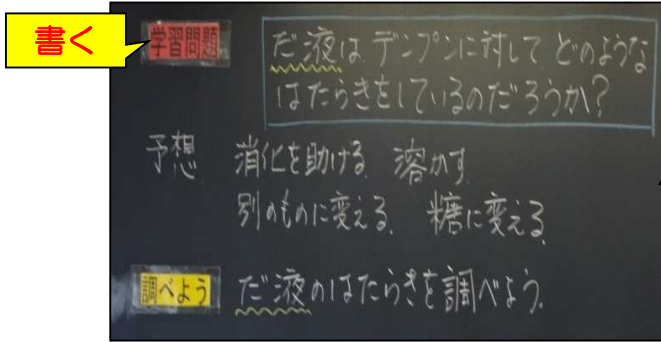 書く
学習問題
だ液は デンプンに対して どのような
はたらきをしているのだろうか?
予想 消化を助ける 溶かす
別のものに変える. 糖に変える.
調べよう だ液のはたらきを調べよう.